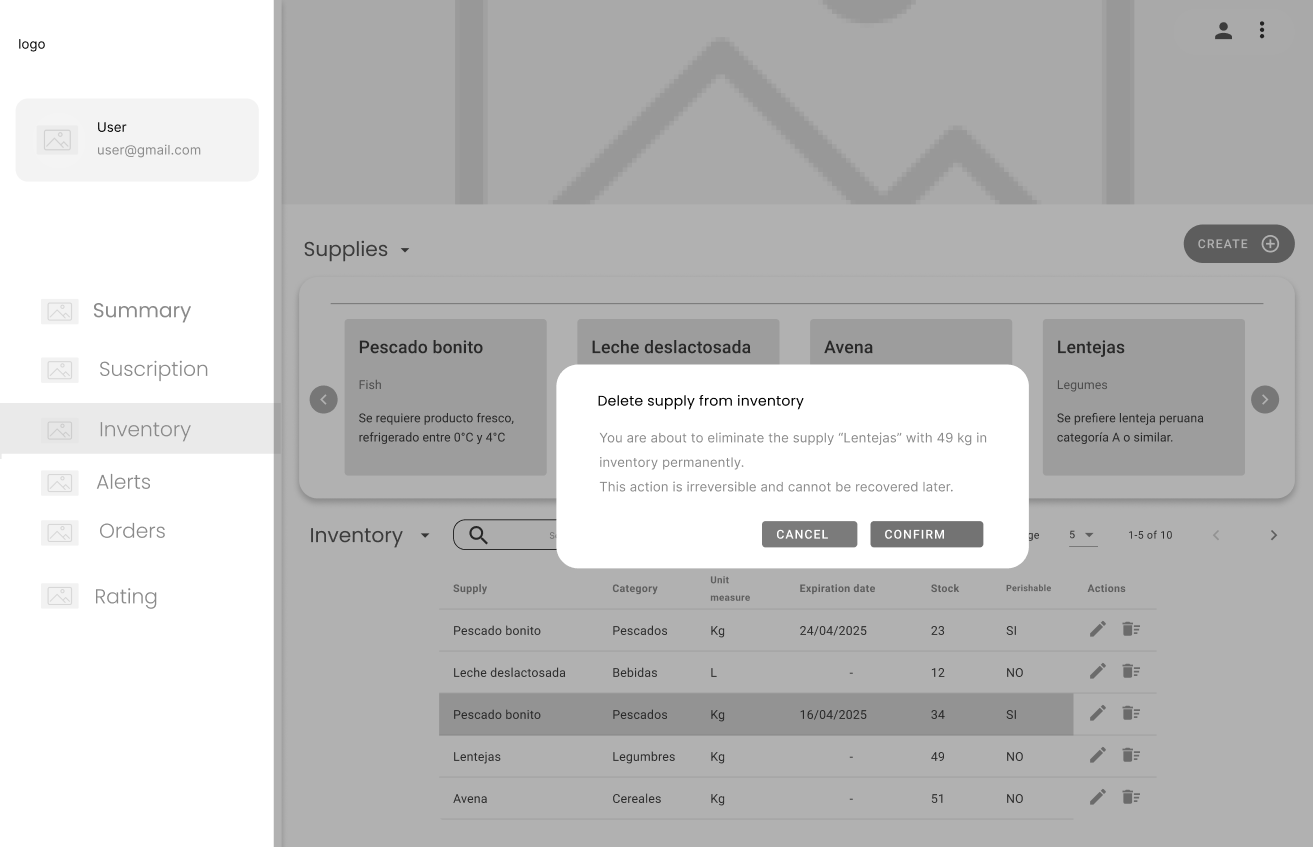 logo
User
user@gmail.com
Summary
Suscription
Inventory
Alerts
Orders
Rating
Supplies
CREATE
Pescado bonito
Fish
Se requiere producto fresco,
refrigerado entre 0°C y 4°C
Leche deslactosada
Avena
Lentejas
Legumes
Se prefiere lenteja peruana
categoría A o similar.
Delete supply from inventory
You are about to eliminate the supply “Lentejas” with 49 kg in
inventory permanently.
This action is irreversible and cannot be recovered later.
CANCEL CONFIRM
Inventory
5 1-5 of 10
Supply Category Unit measure Expiration date Stock Perishable Actions
Pescado bonito Pescados Kg 24/04/2025 23 SI
Leche deslactosada Bebidas L - 12 NO
Pescado bonito Pescados Kg 16/04/2025 34 SI
Lentejas Legumbres Kg - 49 NO
Avena Cereales Kg - 51 NO